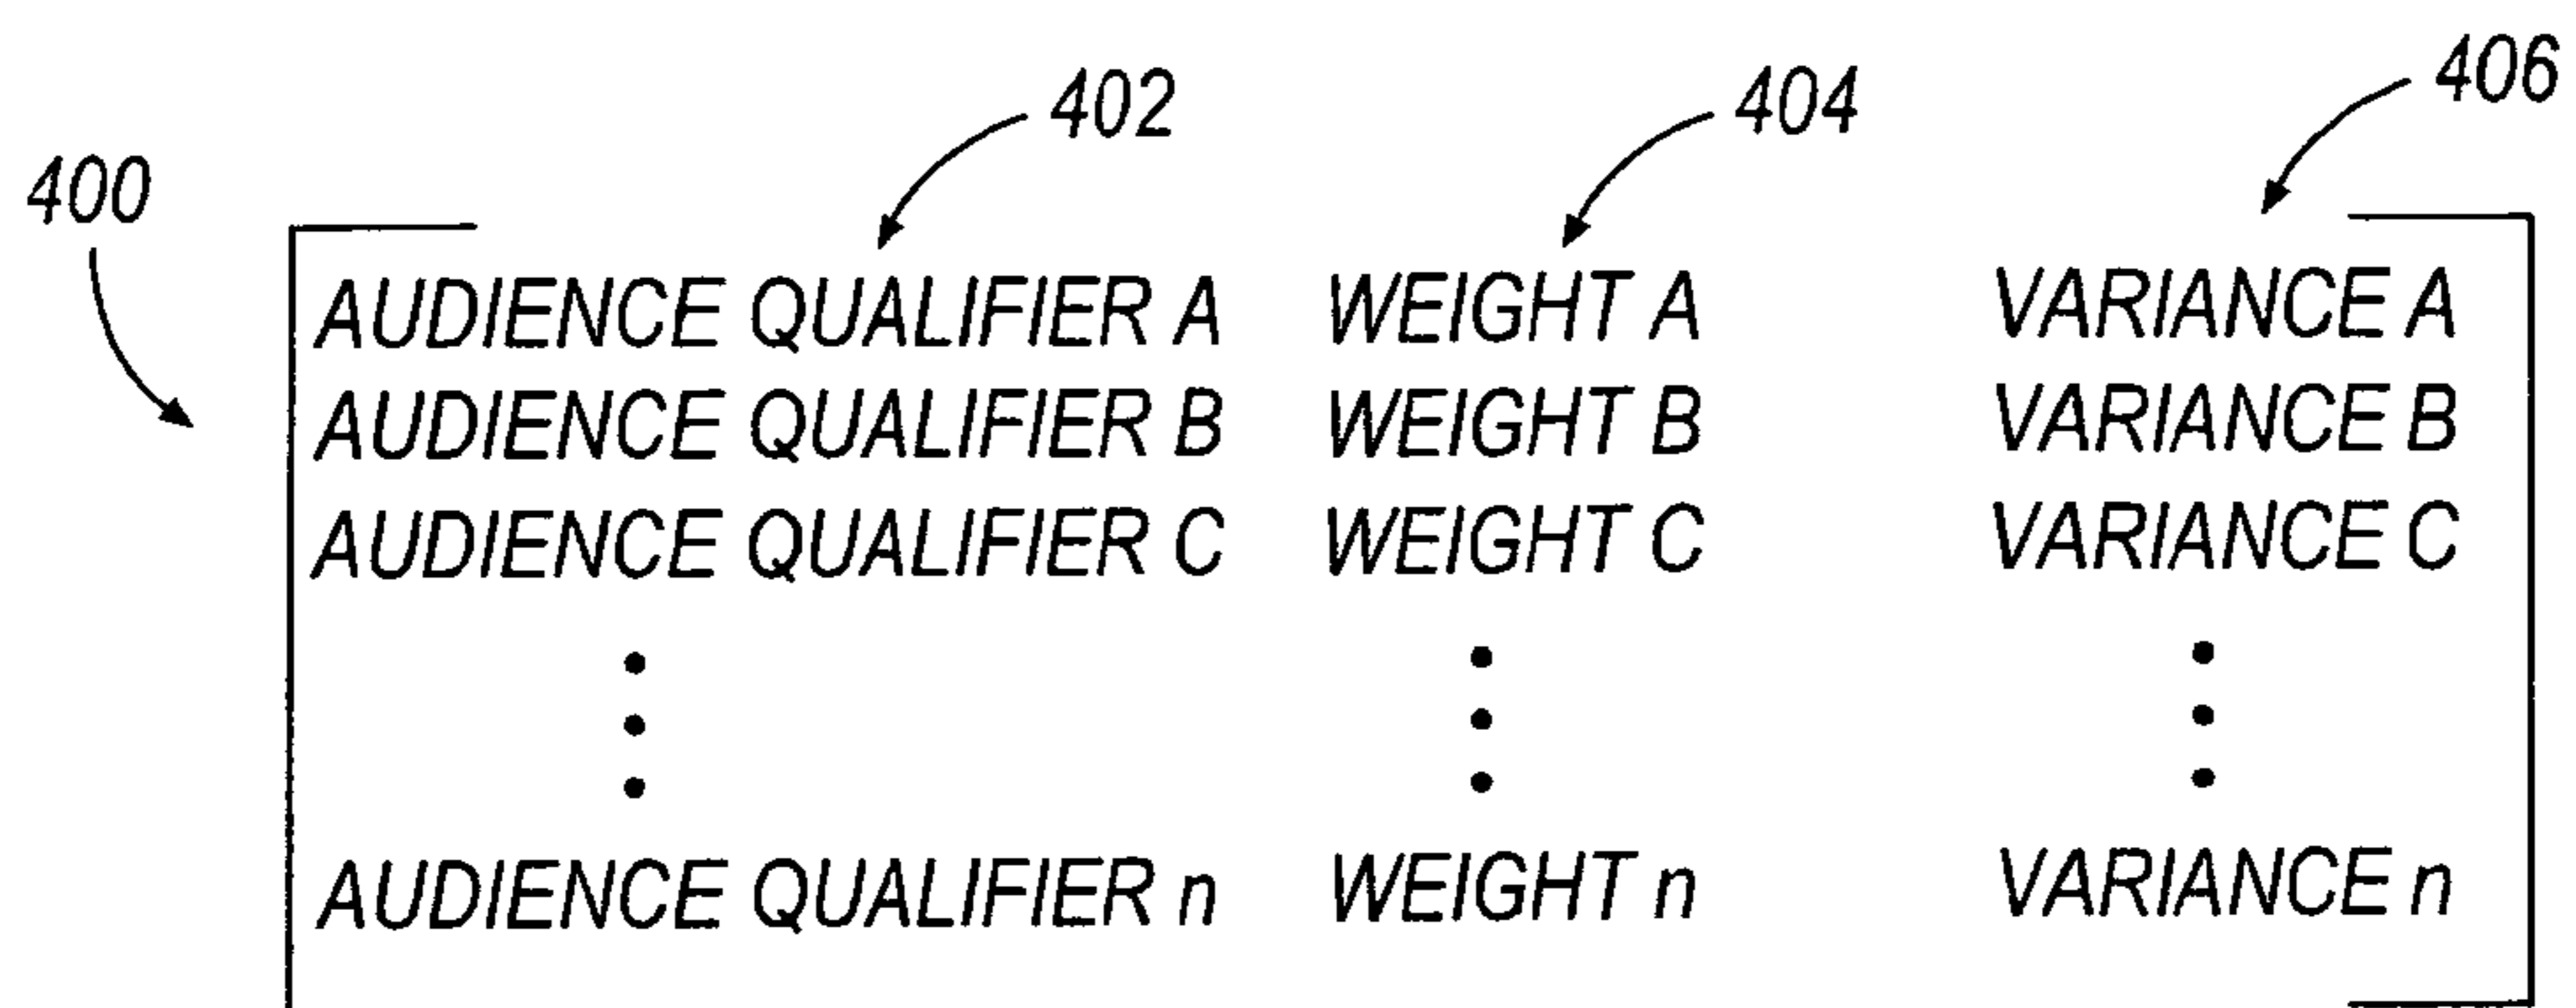 406
402 404
400
AUDIENCE QUALIFIER A WEIGHT A VARIANCE A
AUDIENCE QUALIFIER B WEIGHT B VARIANCE B
AUDIENCE QUALIFIER C WEIGHT C VARIANCE C
AUDIENCE QUALIFIER n WEIGHT n VARIANCE n